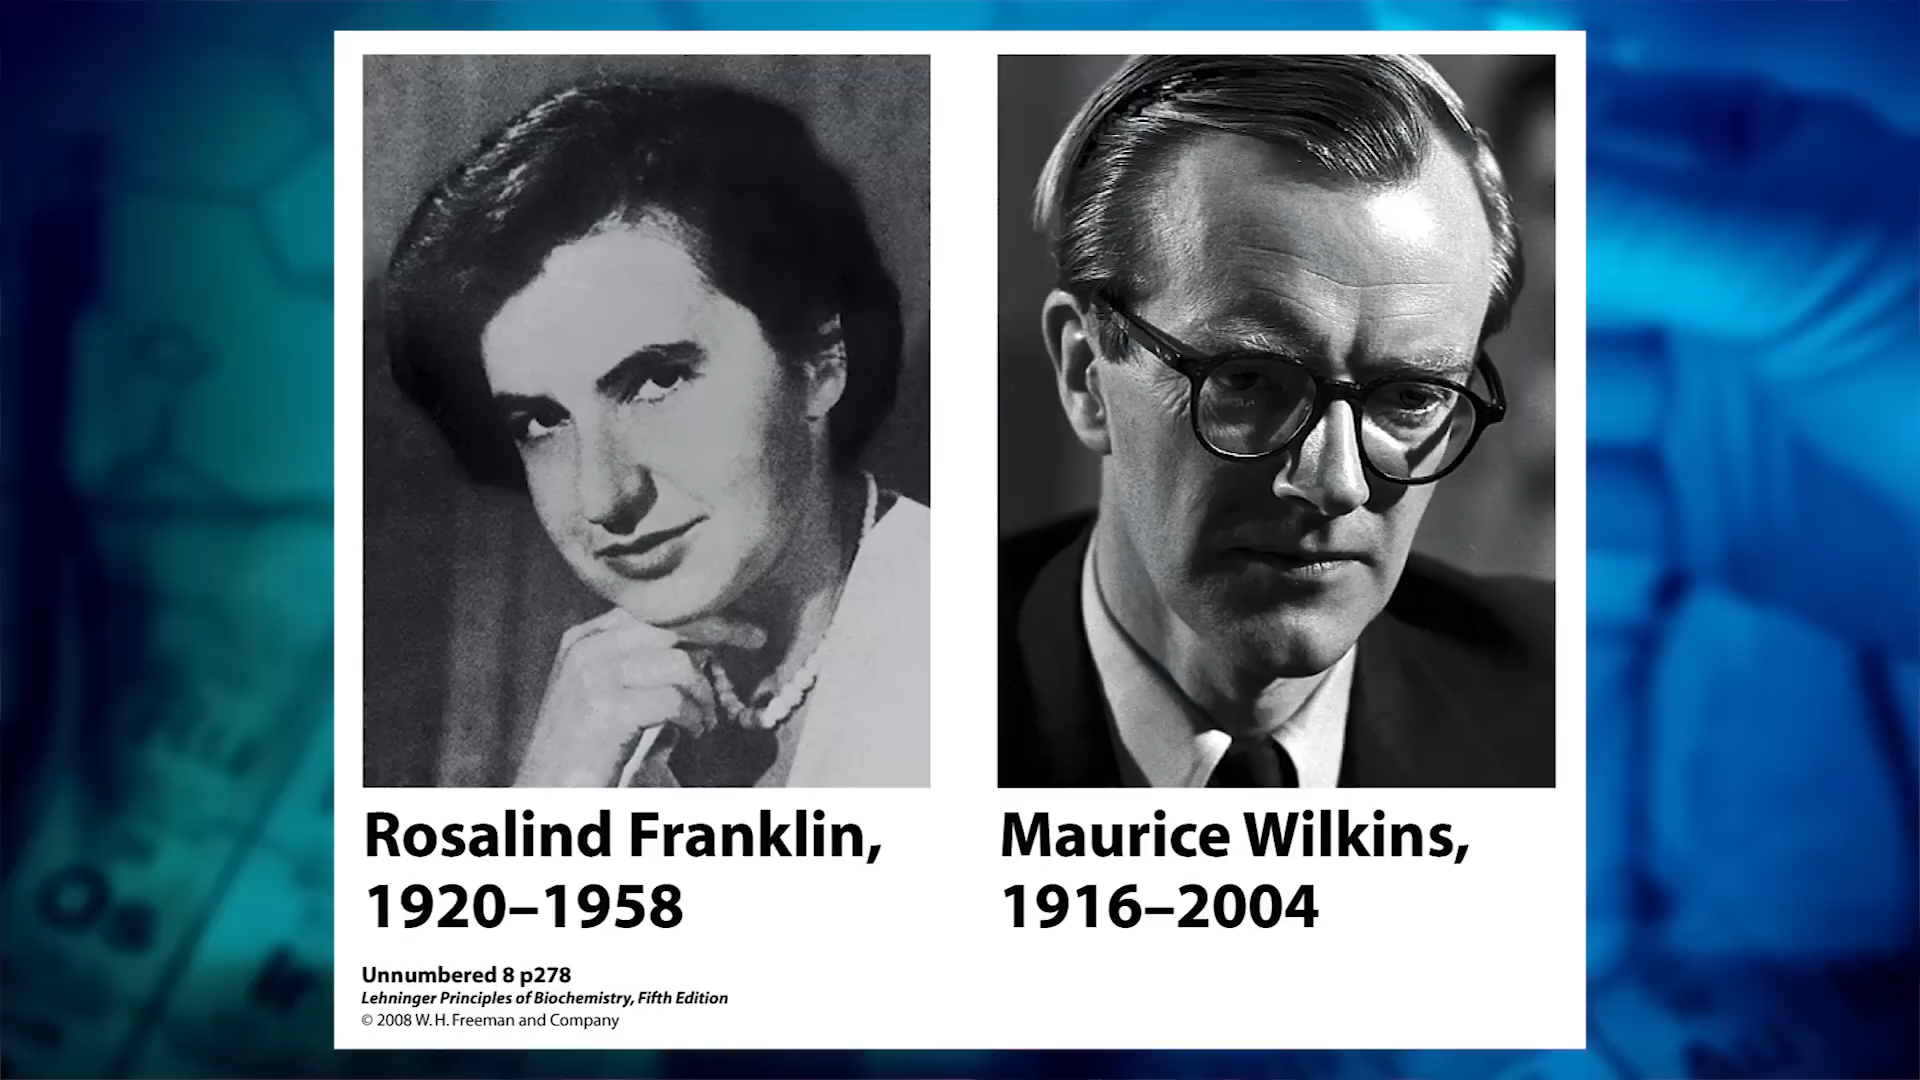 Rosalind Franklin,
1920–1958
Maurice Wilkins,
1916–2004
Unnumbered 8 p278
Lehninger Principles of Biochemistry, Fifth Edition
© 2008 W. H. Freeman and Company